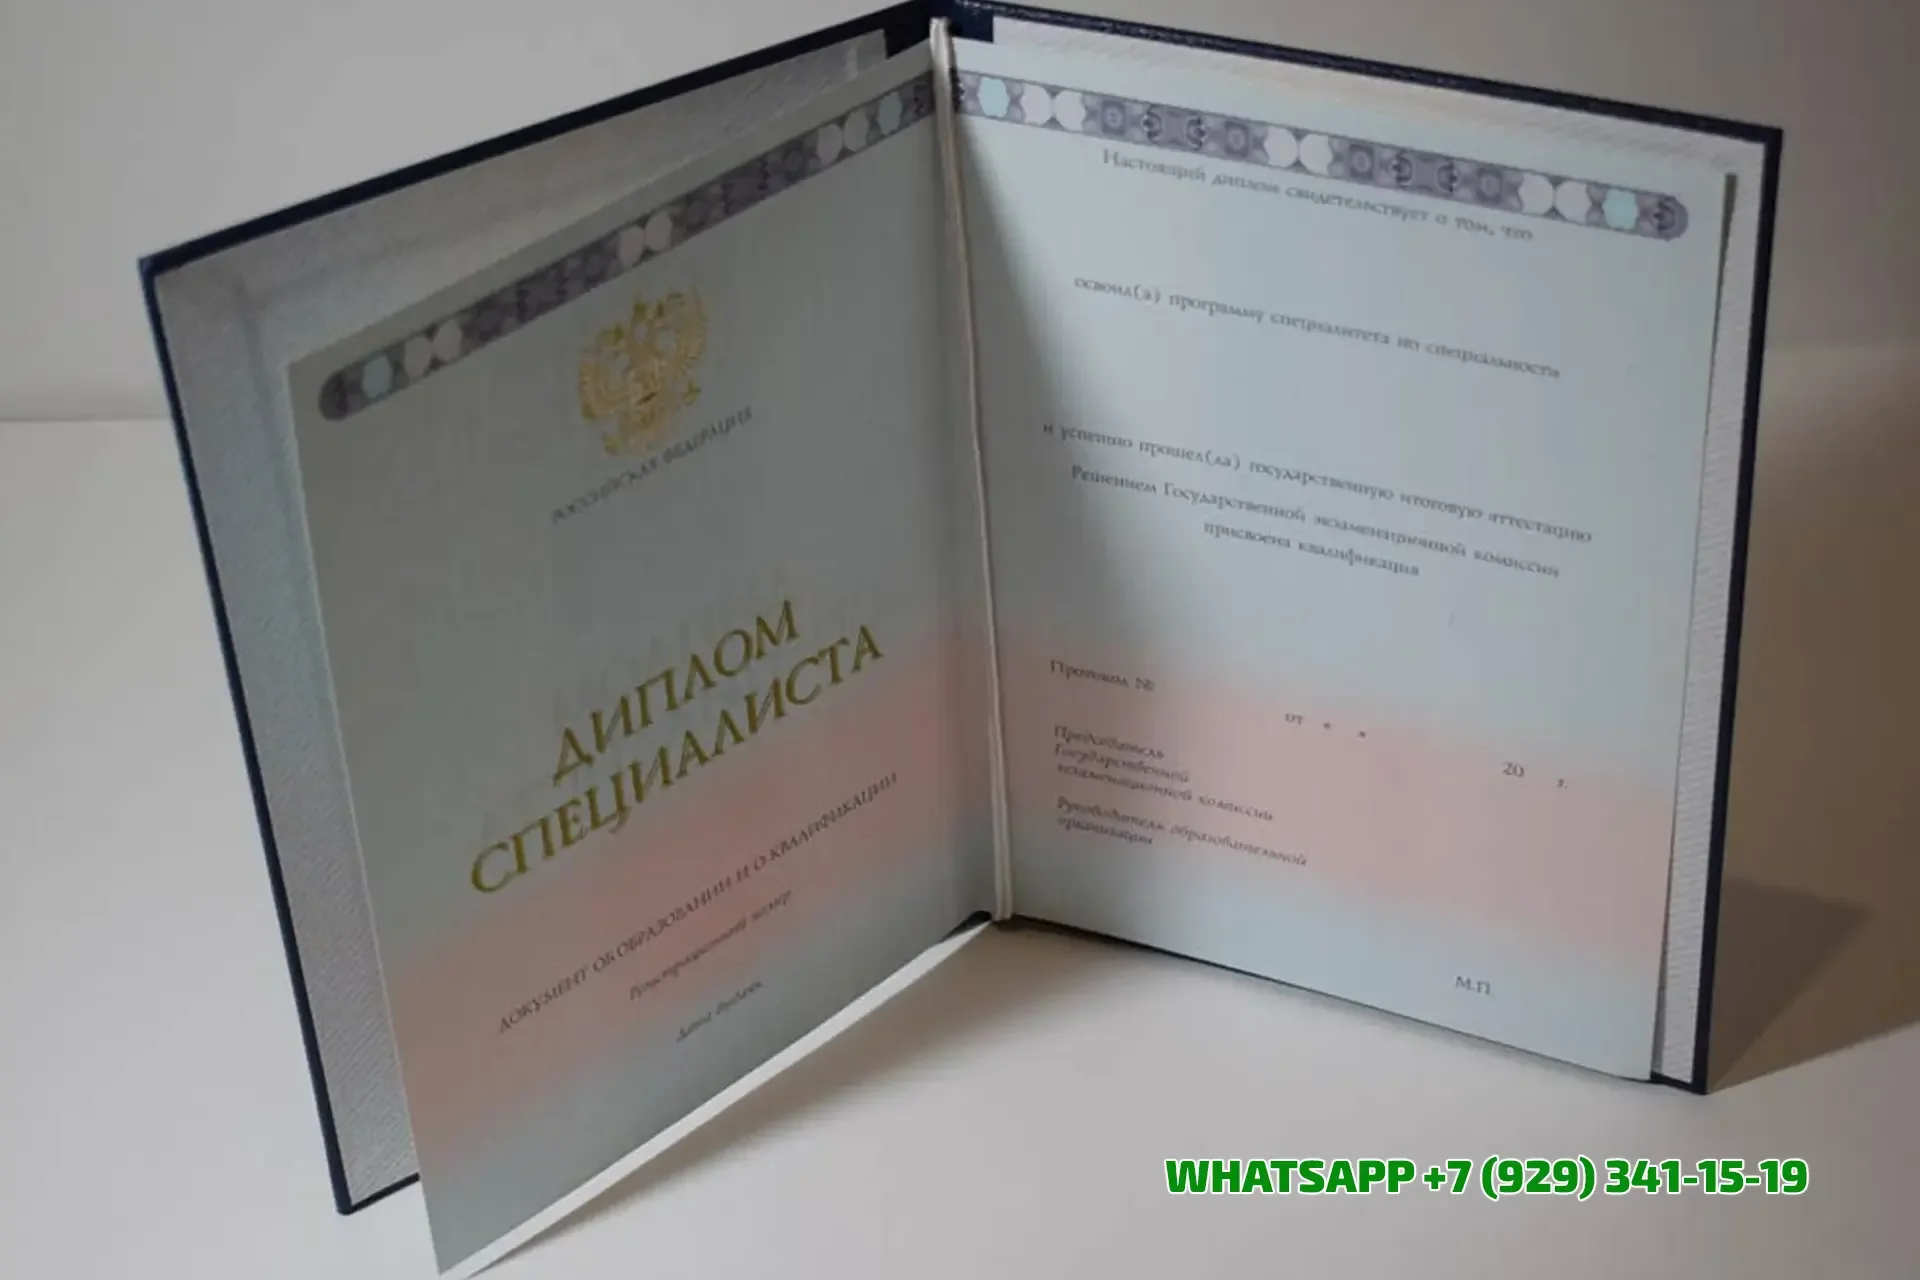 РОССИЙСКАЯ ФЕДЕРАЦИЯ
ДИПЛОМ
СПЕЦИАЛИСТА
ДОКУМЕНТ ОБ ОБРАЗОВАНИИ И О КВАЛИФИКАЦИИ
Регистрационный номер
Дата выдачи
Настоящий диплом свидетельствует о том, что
освоил(а) программу специалитета по специальности
и успешно прошел(ла) государственную итоговую аттестацию
Решением Государственной экзаменационной комиссии
присвоена квалификация
Протокол №
от « »
20 г.
Председатель
Государственной
экзаменационной комиссии
Руководитель образовательной
организации
М.П.
WHATSAPP +7 (929) 341-15-19